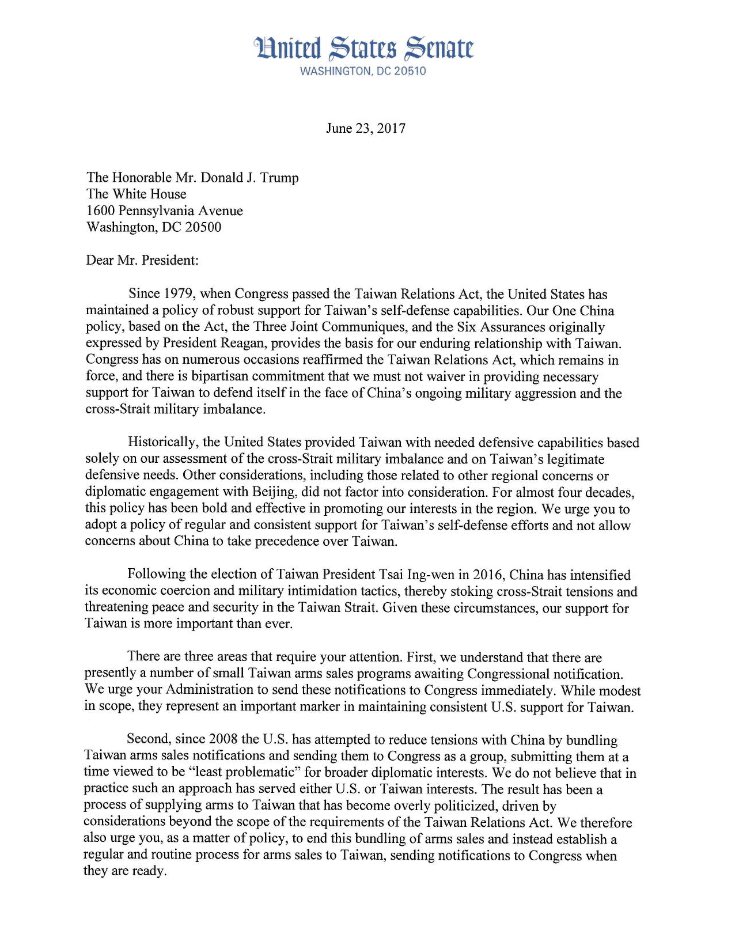 United States Senate
WASHINGTON, DC 20510
June 23, 2017
The Honorable Mr. Donald J. Trump
The White House
1600 Pennsylvania Avenue
Washington, DC 20500
Dear Mr. President:
Since 1979, when Congress passed the Taiwan Relations Act, the United States has
maintained a policy of robust support for Taiwan's self-defense capabilities. Our One China
policy, based on the Act, the Three Joint Communiques, and the Six Assurances originally
expressed by President Reagan, provides the basis for our enduring relationship with Taiwan.
Congress has on numerous occasions reaffirmed the Taiwan Relations Act, which remains in
force, and there is bipartisan commitment that we must not waiver in providing necessary
support for Taiwan to defend itself in the face of China's ongoing military aggression and the
cross-Strait military imbalance.
Historically, the United States provided Taiwan with needed defensive capabilities based
solely on our assessment of the cross-Strait military imbalance and on Taiwan's legitimate
defensive needs. Other considerations, including those related to other regional concerns or
diplomatic engagement with Beijing, did not factor into consideration. For almost four decades,
this policy has been bold and effective in promoting our interests in the region. We urge you to
adopt a policy of regular and consistent support for Taiwan's self-defense efforts and not allow
concerns about China to take precedence over Taiwan.
Following the election of Taiwan President Tsai Ing-wen in 2016, China has intensified
its economic coercion and military intimidation tactics, thereby stoking cross-Strait tensions and
threatening peace and security in the Taiwan Strait. Given these circumstances, our support for
Taiwan is more important than ever.
There are three areas that require your attention. First, we understand that there are
presently a number of small Taiwan arms sales programs awaiting Congressional notification.
We urge your Administration to send these notifications to Congress immediately. While modest
in scope, they represent an important marker in maintaining consistent U.S. support for Taiwan.
Second, since 2008 the U.S. has attempted to reduce tensions with China by bundling
Taiwan arms sales notifications and sending them to Congress as a group, submitting them at a
time viewed to be "least problematic" for broader diplomatic interests. We do not believe that in
practice such an approach has served either U.S. or Taiwan interests. The result has been a
process of supplying arms to Taiwan that has become overly politicized, driven by
considerations beyond the scope of the requirements of the Taiwan Relations Act. We therefore
also urge you, as a matter of policy, to end this bundling of arms sales and instead establish a
regular and routine process for arms sales to Taiwan, sending notifications to Congress when
they are ready.